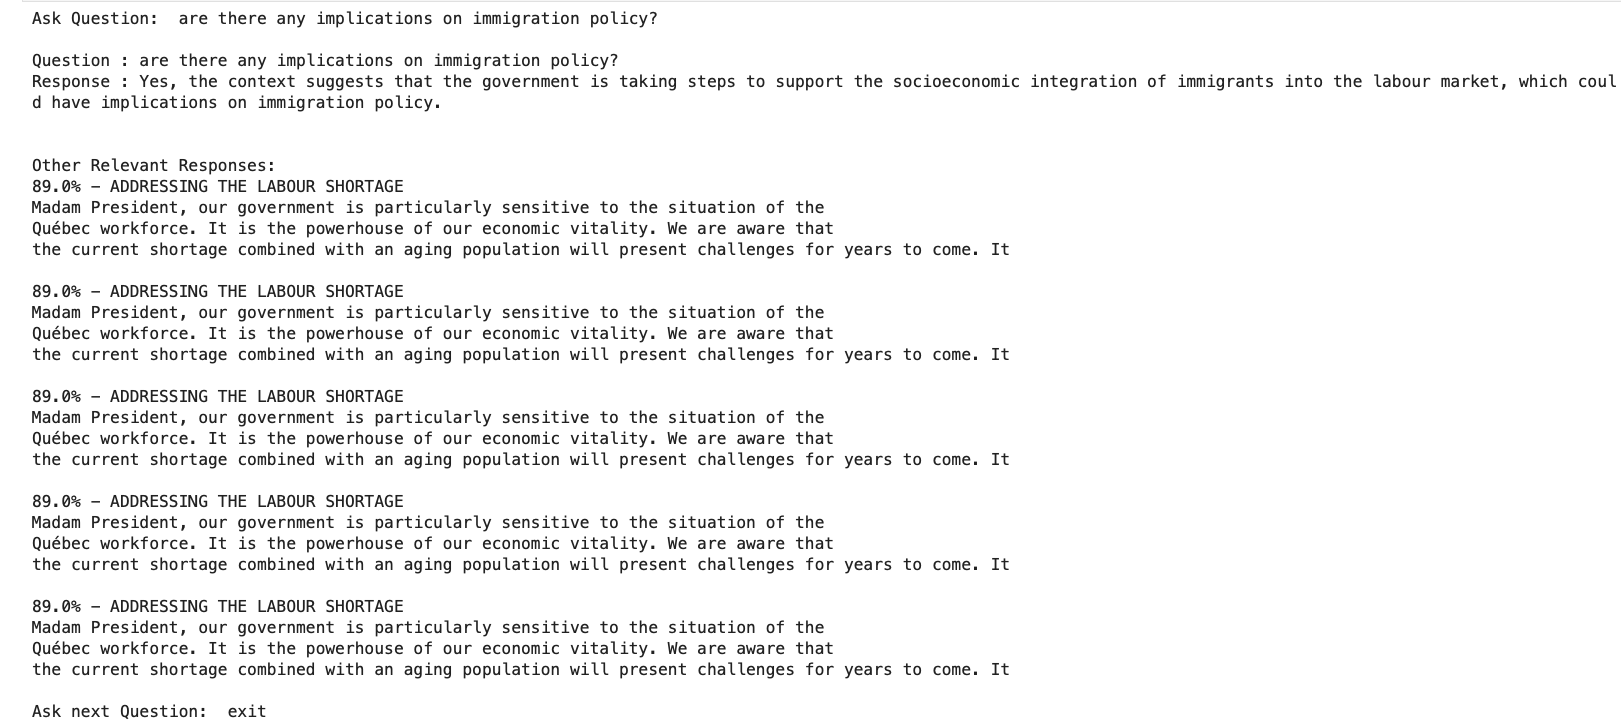 Ask Question:  are there any implications on immigration policy?
Question : are there any implications on immigration policy?
Response : Yes, the context suggests that the government is taking steps to support the socioeconomic integration of immigrants into the labour market, which coul
d have implications on immigration policy.
Other Relevant Responses:
89.0% – ADDRESSING THE LABOUR SHORTAGE
Madam President, our government is particularly sensitive to the situation of the
Québec workforce. It is the powerhouse of our economic vitality. We are aware that
the current shortage combined with an aging population will present challenges for years to come. It
89.0% – ADDRESSING THE LABOUR SHORTAGE
Madam President, our government is particularly sensitive to the situation of the
Québec workforce. It is the powerhouse of our economic vitality. We are aware that
the current shortage combined with an aging population will present challenges for years to come. It
89.0% – ADDRESSING THE LABOUR SHORTAGE
Madam President, our government is particularly sensitive to the situation of the
Québec workforce. It is the powerhouse of our economic vitality. We are aware that
the current shortage combined with an aging population will present challenges for years to come. It
89.0% – ADDRESSING THE LABOUR SHORTAGE
Madam President, our government is particularly sensitive to the situation of the
Québec workforce. It is the powerhouse of our economic vitality. We are aware that
the current shortage combined with an aging population will present challenges for years to come. It
89.0% – ADDRESSING THE LABOUR SHORTAGE
Madam President, our government is particularly sensitive to the situation of the
Québec workforce. It is the powerhouse of our economic vitality. We are aware that
the current shortage combined with an aging population will present challenges for years to come. It
Ask next Question:  exit